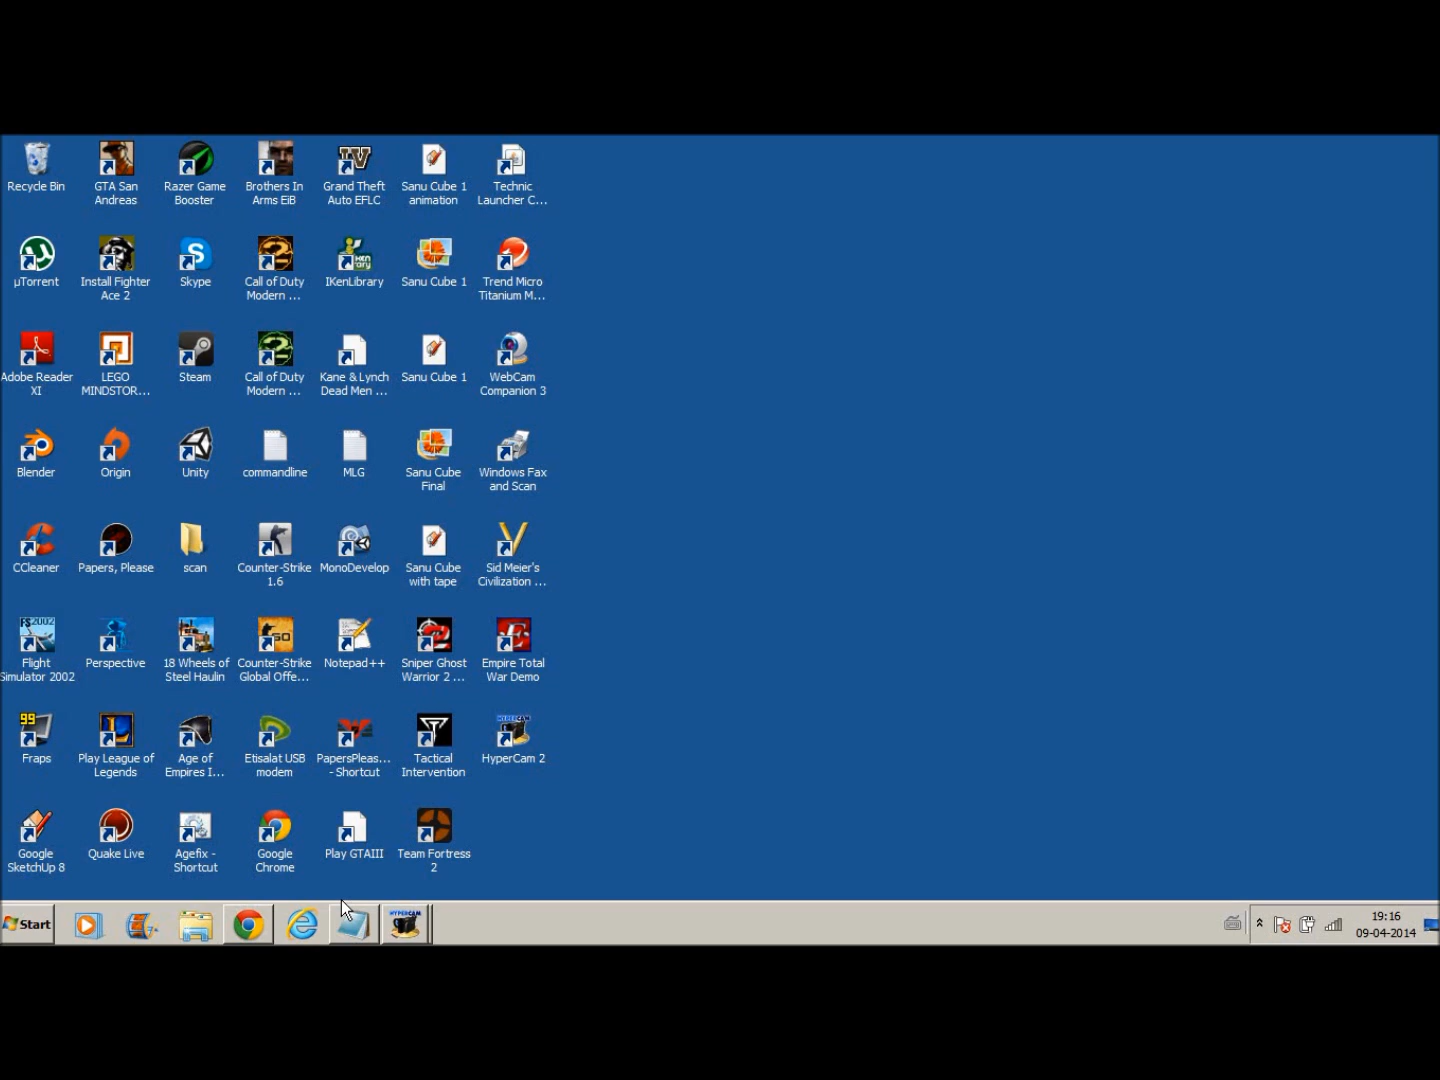 Recycle Bin
GTA San
Andreas
Razer Game
Booster
Brothers In
Arms EiB
IV
Grand Theft
Auto EFLC
Sanu Cube 1
animation
Technic
Launcher C...
µTorrent
Install Fighter
Ace 2
Skype
Call of Duty
Modern ...
IKenLibrary
Sanu Cube 1
Trend Micro
Titanium M...
Adobe Reader
XI
LEGO
MINDSTOR...
Steam
Call of Duty
Modern ...
Kane & Lynch
Dead Men ...
Sanu Cube 1
WebCam
Companion 3
Blender
Origin
Unity
commandline
MLG
Sanu Cube
Final
Windows Fax
and Scan
CCleaner
Papers, Please
scan
Counter-Strike
1.6
MonoDevelop
Sanu Cube
with tape
Sid Meier's
Civilization ...
FS2002
Flight
Simulator 2002
Perspective
18 Wheels of
Steel Haulin
GO
Counter-Strike
Global Offe...
Notepad++
Sniper Ghost
Warrior 2 ...
Empire Total
War Demo
99
Fraps
Play League of
Legends
Age of
Empires I...
Etisalat USB
modem
PapersPleas...
- Shortcut
Tactical
Intervention
HYPERCAM
HyperCam 2
Google
SketchUp 8
Quake Live
Agefix -
Shortcut
Google
Chrome
Play GTAIII
Team Fortress
2
Start
HYPERCAM
19:16
09-04-2014